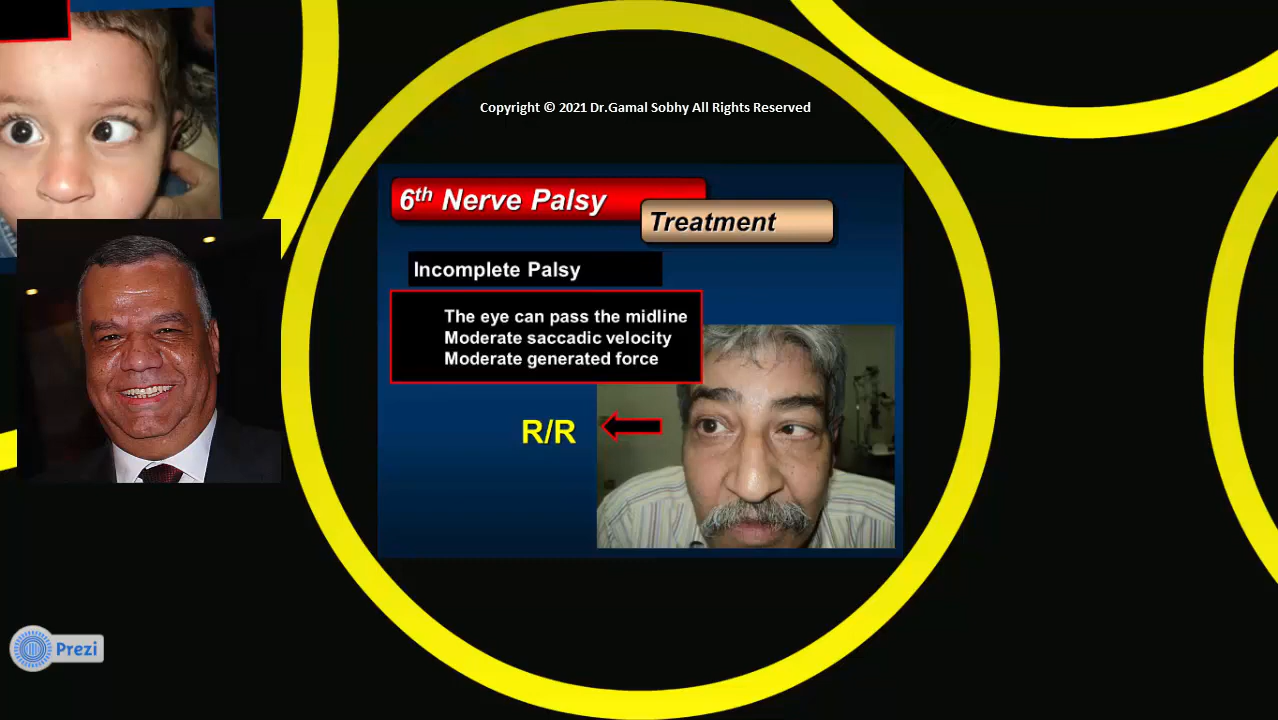 Copyright © 2021 Dr.Gamal Sobhy All Rights Reserved
6th Nerve Palsy
Treatment
Incomplete Palsy
The eye can pass the midline
Moderate saccadic velocity
Moderate generated force
R/R
Prezi